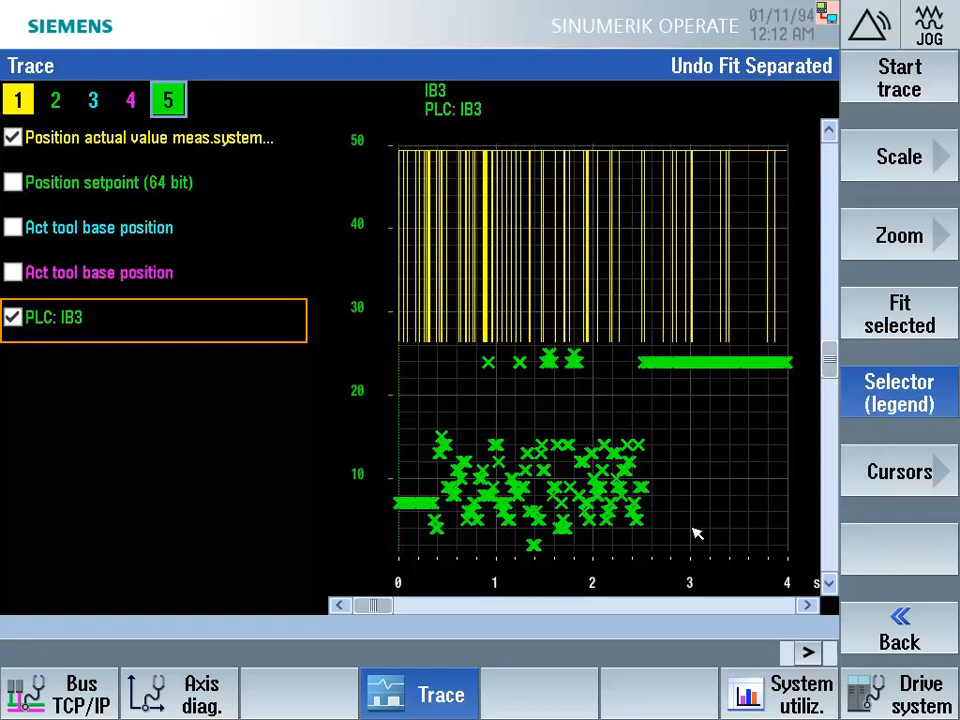 SIEMENS
SINUMERIK OPERATE
01/11/94
12:12 AM
JOG
Trace
Undo Fit Separated
1 2 3 4 5
IB3
PLC: IB3
Position actual value meas.system...
Position setpoint (64 bit)
Act tool base position
Act tool base position
PLC: IB3
50
40
30
20
10
0 1 2 3 4 s
Start
trace
Scale
Zoom
Fit
selected
Selector
(legend)
Cursors
Back
>
Bus
TCP/IP
Axis
diag.
Trace
System
utiliz.
Drive
system